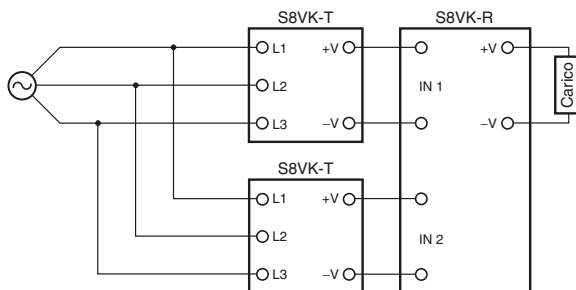 S8VK-T
L1
+V
L2
L3
−V
S8VK-R
+V
IN 1
−V
IN 2
Carico
S8VK-T
L1
+V
L2
L3
−V